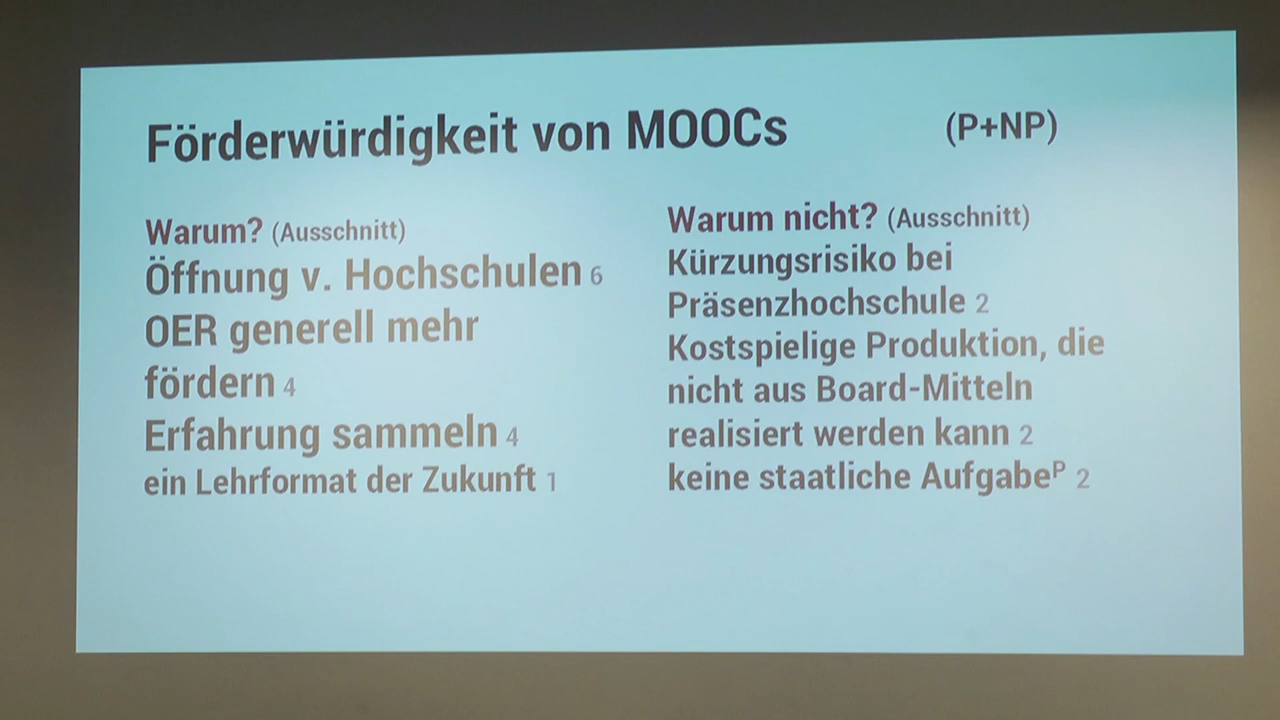 Förderwürdigkeit von MOOCs (P+NP)
Warum? (Ausschnitt)
Öffnung v. Hochschulen 6
OER generell mehr
fördern 4
Erfahrung sammeln 4
ein Lehrformat der Zukunft 1
Warum nicht? (Ausschnitt)
Kürzungsrisiko bei
Präsenzhochschule 2
Kostspielige Produktion, die
nicht aus Board-Mitteln
realisiert werden kann 2
keine staatliche Aufgabeᴾ 2